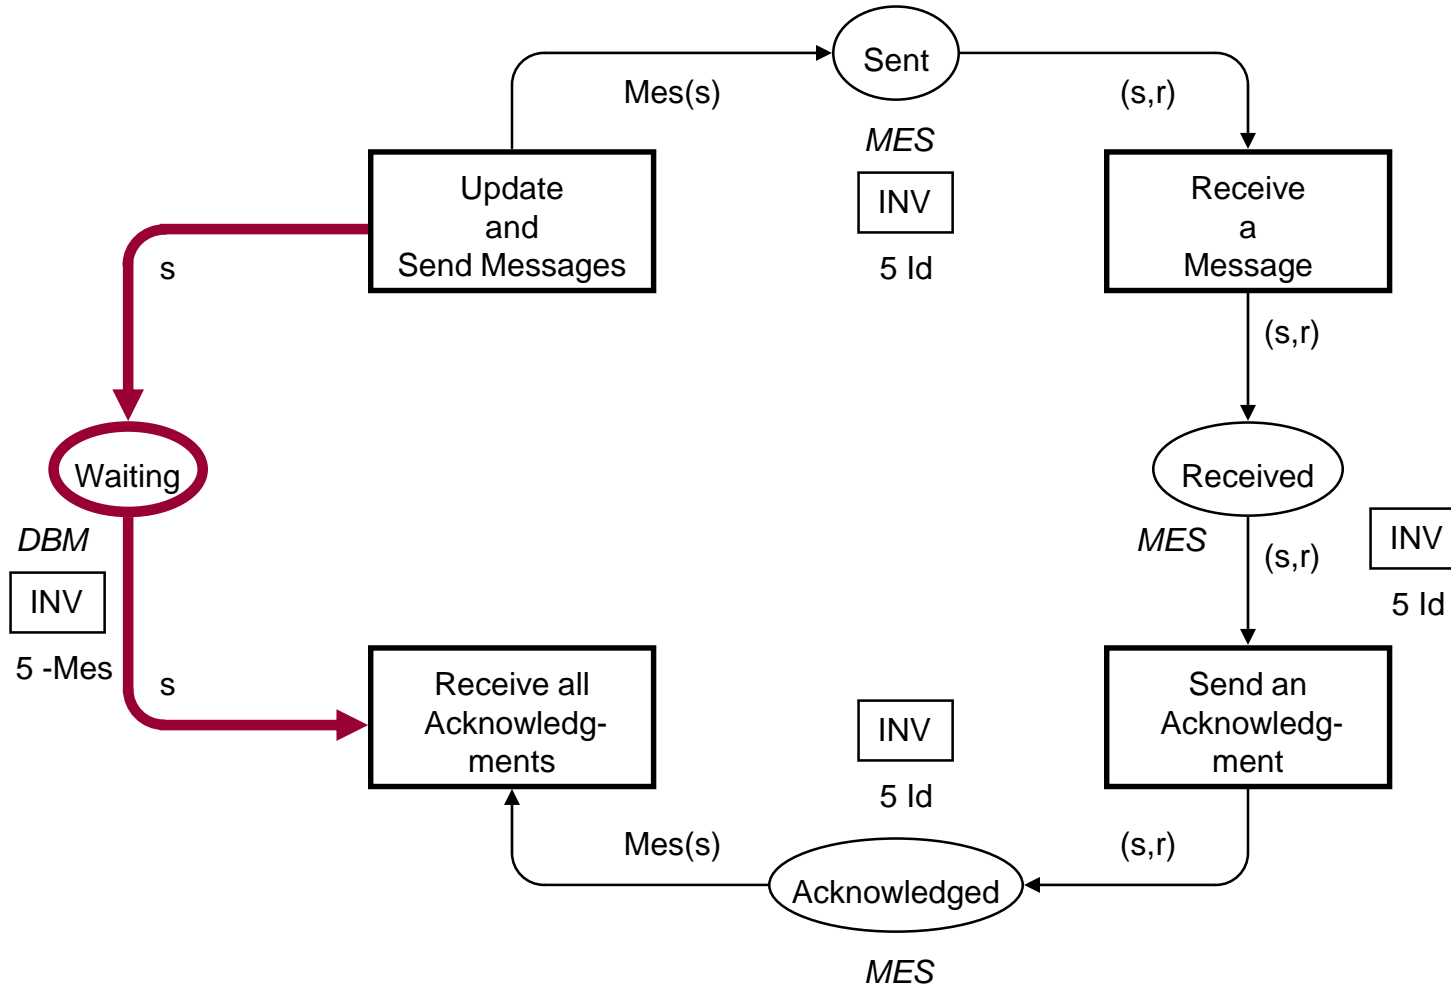 Sent
Mes(s)
(s,r)
MES
INV
5 Id
Update
and
Send Messages
Receive
a
Message
s
(s,r)
Waiting
DBM
INV
5 -Mes
s
Received
MES
(s,r)
INV
5 Id
Receive all
Acknowledg-
ments
INV
5 Id
Send an
Acknowledg-
ment
Mes(s)
(s,r)
Acknowledged
MES